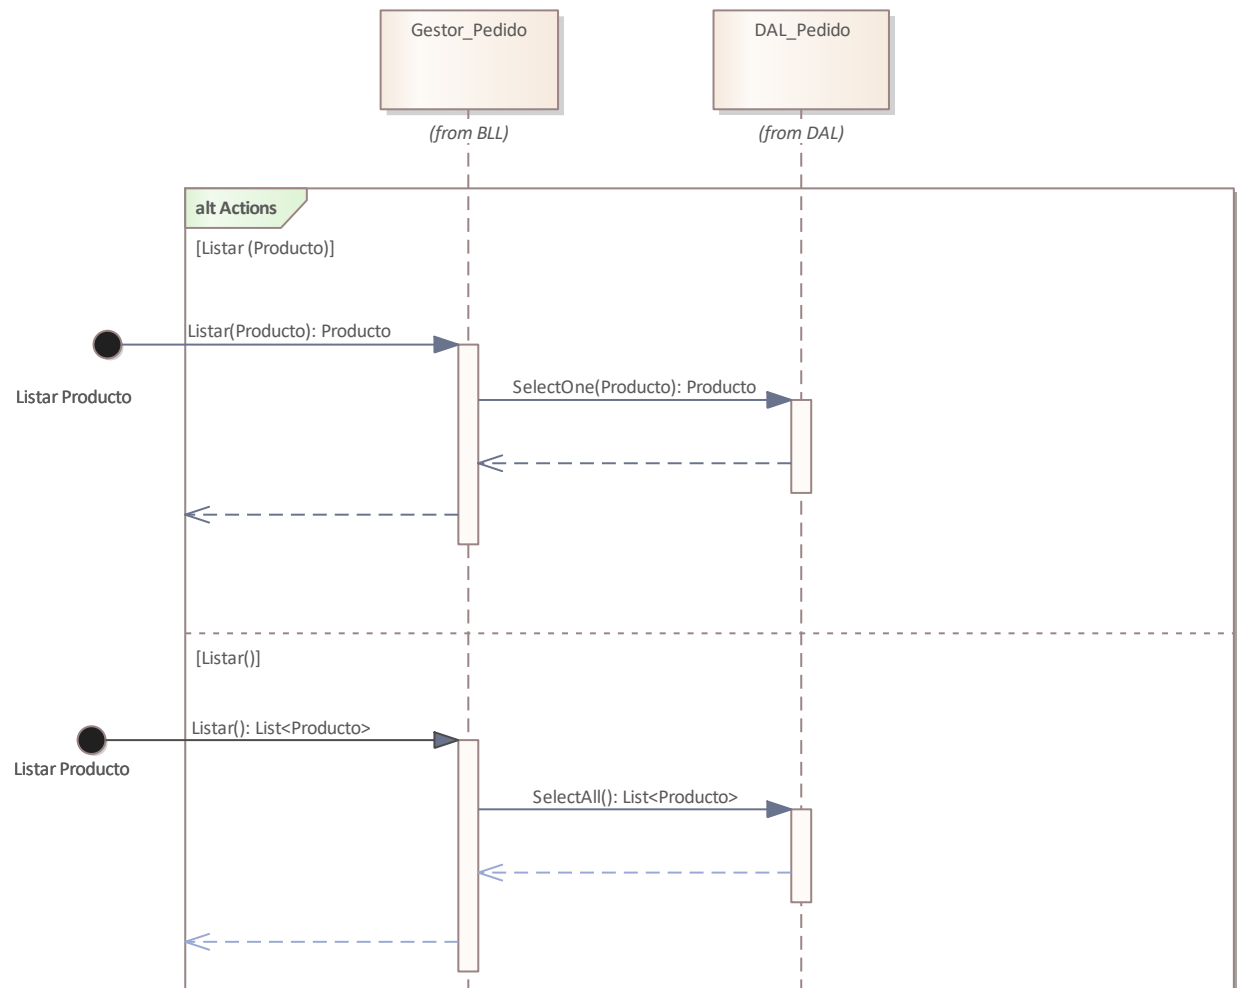 Gestor_Pedido
DAL_Pedido
(from BLL)
(from DAL)
alt Actions
[Listar (Producto)]
Listar(Producto): Producto
Listar Producto
SelectOne(Producto): Producto
[Listar()]
Listar(): List<Producto>
Listar Producto
SelectAll(): List<Producto>